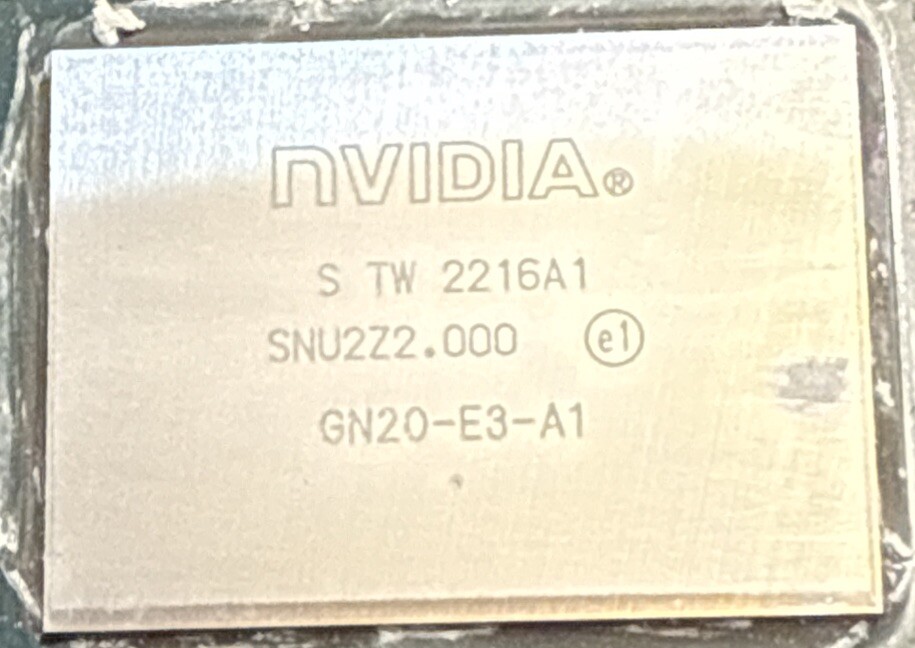 NVIDIA®
S TW 2216A1
SNU2Z2.000 e1
GN20-E3-A1